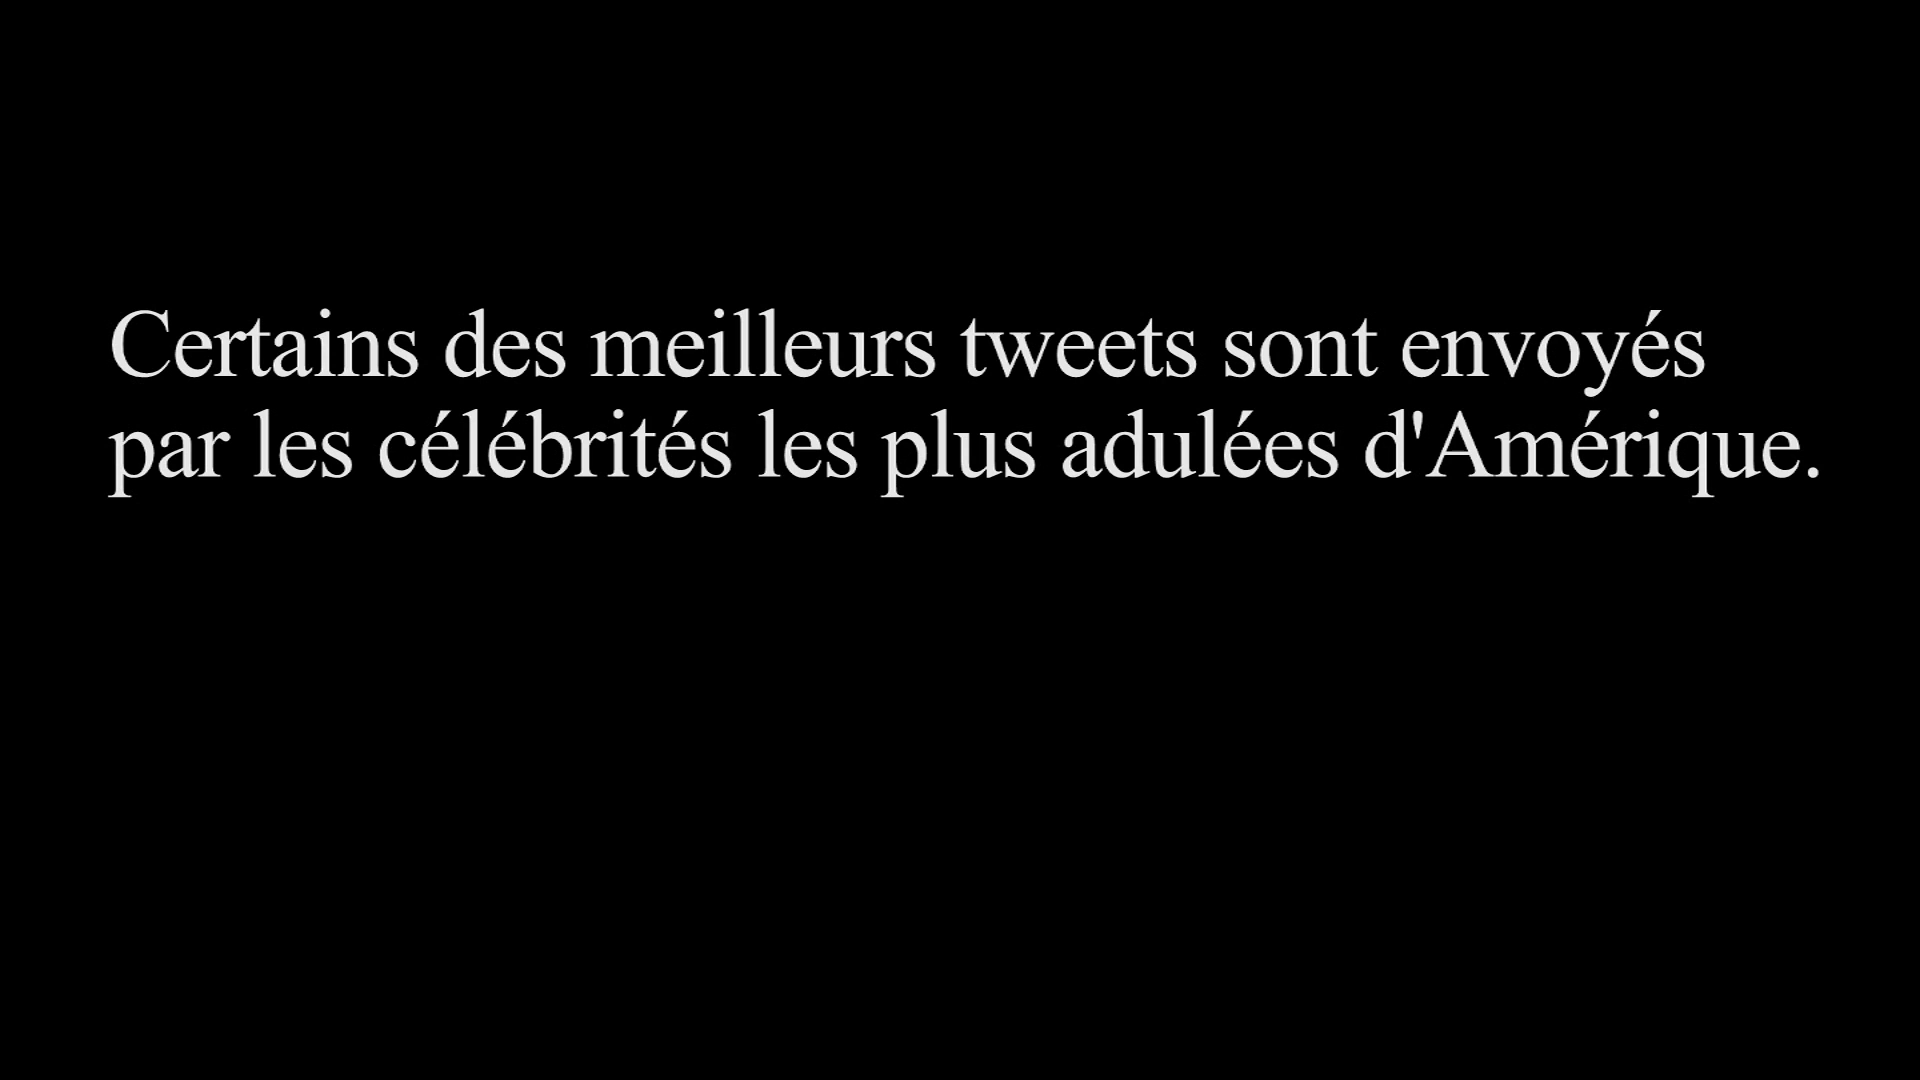 Certains des meilleurs tweets sont envoyés
par les célébrités les plus adulées d'Amérique.